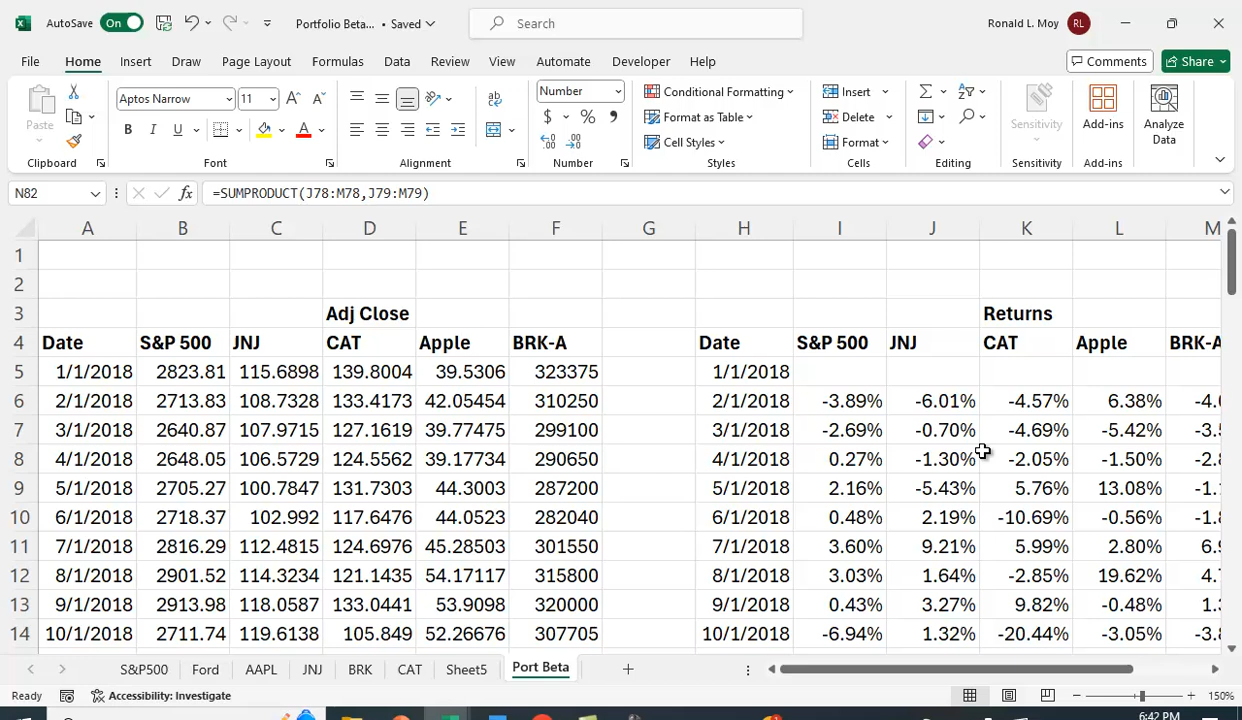 AutoSave On Portfolio Beta... • Saved Search Ronald L. Moy RL
File Home Insert Draw Page Layout Formulas Data Review View Automate Developer Help Comments Share
Paste Aptos Narrow 11 A A ab Number Conditional Formatting Insert Sensitivity Add-ins Analyze Data
B I U A $ % Format as Table Delete
Cell Styles Format
Clipboard Font Alignment Number Styles Cells Editing Sensitivity Add-ins
N82 fx =SUMPRODUCT(J78:M78,J79:M79)
A B C D E F G H I J K L M
1
2
3 Adj Close Returns
4 Date S&P 500 JNJ CAT Apple BRK-A Date S&P 500 JNJ CAT Apple BRK-A
5 1/1/2018 2823.81 115.6898 139.8004 39.5306 323375 1/1/2018
6 2/1/2018 2713.83 108.7328 133.4173 42.05454 310250 2/1/2018 -3.89% -6.01% -4.57% 6.38% -4.0
7 3/1/2018 2640.87 107.9715 127.1619 39.77475 299100 3/1/2018 -2.69% -0.70% -4.69% -5.42% -3.5
8 4/1/2018 2648.05 106.5729 124.5562 39.17734 290650 4/1/2018 0.27% -1.30% -2.05% -1.50% -2.8
9 5/1/2018 2705.27 100.7847 131.7303 44.3003 287200 5/1/2018 2.16% -5.43% 5.76% 13.08% -1.
10 6/1/2018 2718.37 102.992 117.6476 44.0523 282040 6/1/2018 0.48% 2.19% -10.69% -0.56% -1.8
11 7/1/2018 2816.29 112.4815 124.6976 45.28503 301550 7/1/2018 3.60% 9.21% 5.99% 2.80% 6.9
12 8/1/2018 2901.52 114.3234 121.1435 54.17117 315800 8/1/2018 3.03% 1.64% -2.85% 19.62% 4.
13 9/1/2018 2913.98 118.0587 133.0441 53.9098 320000 9/1/2018 0.43% 3.27% 9.82% -0.48% 1.
14 10/1/2018 2711.74 119.6138 105.849 52.26676 307705 10/1/2018 -6.94% 1.32% -20.44% -3.05% -3.8
S&P500 Ford AAPL JNJ BRK CAT Sheet5 Port Beta
Ready Accessibility: Investigate 150%
6:42 PM